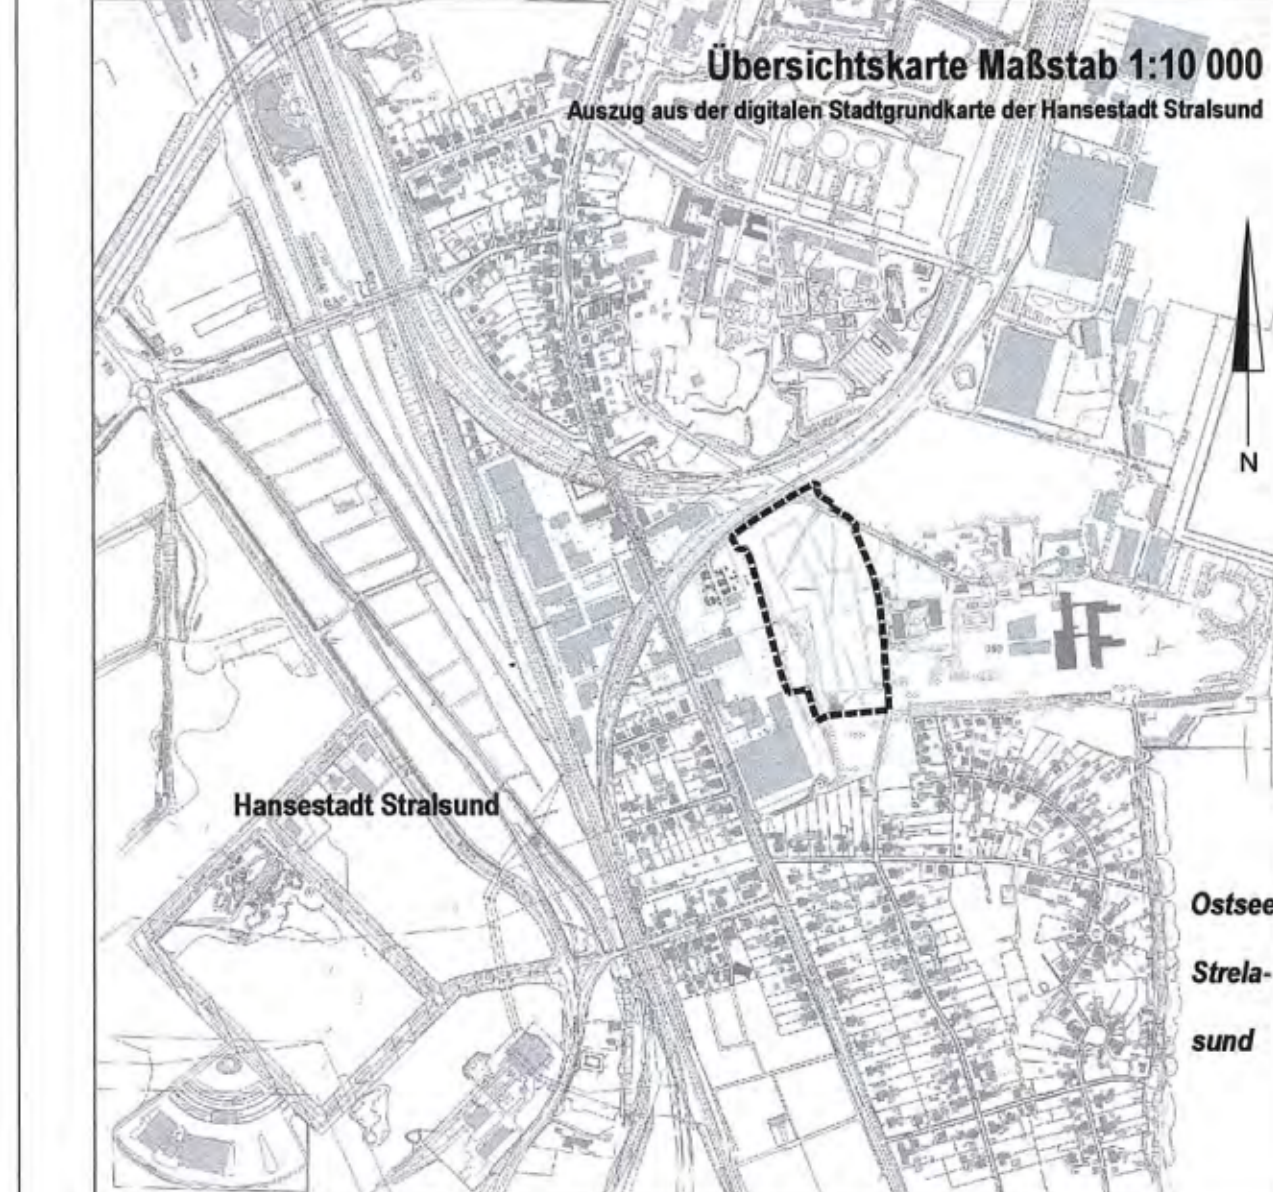 Übersichtskarte Maßstab 1:10 000
Auszug aus der digitalen Stadtgrundkarte der Hansestadt Stralsund
N
Hansestadt Stralsund
Ostsee
Strela-
sund